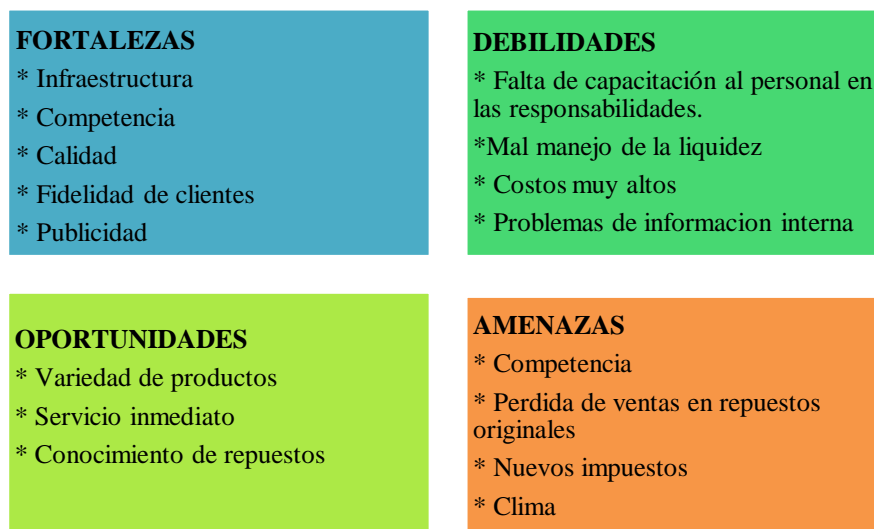 FORTALEZAS
* Infraestructura
* Competencia
* Calidad
* Fidelidad de clientes
* Publicidad
DEBILIDADES
* Falta de capacitación al personal en
las responsabilidades.
*Mal manejo de la liquidez
* Costos muy altos
* Problemas de informacion interna
OPORTUNIDADES
* Variedad de productos
* Servicio inmediato
* Conocimiento de repuestos
AMENAZAS
* Competencia
* Perdida de ventas en repuestos
originales
* Nuevos impuestos
* Clima